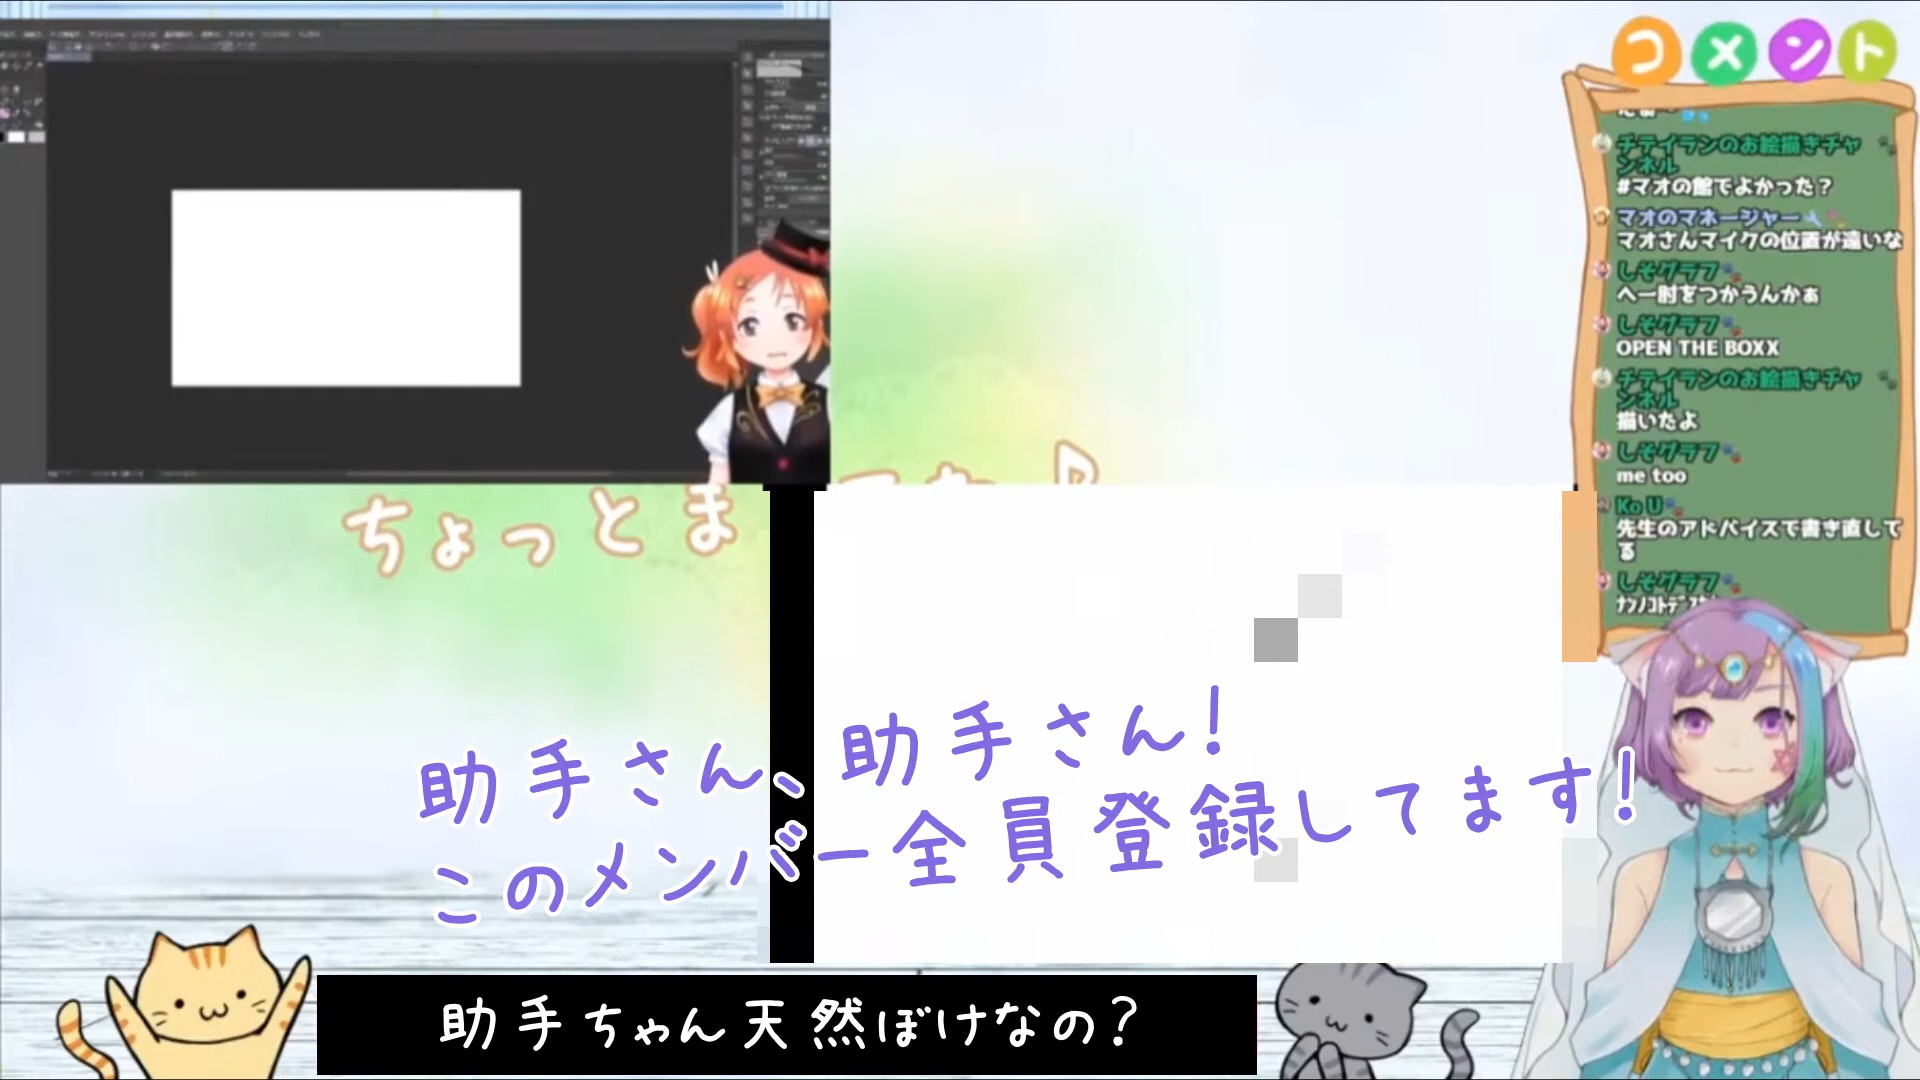 コメント
チテイランのお絵描きチャ
ンネル
#マオの館でよかった？
マオのマネージャー
マオさんマイクの位置が遠いな
しそグラフ
へー肘をつかうんかぁ
しそグラフ
OPEN THE BOXX
チテイランのお絵描きチャ
ンネル
描いたよ
しそグラフ
me too
Ko U
先生のアドバイスで書き直して
る
しそグラフ
ちょっとま
助手さん、助手さん!
このメンバー全員登録してます!
助手ちゃん天然ぼけなの?